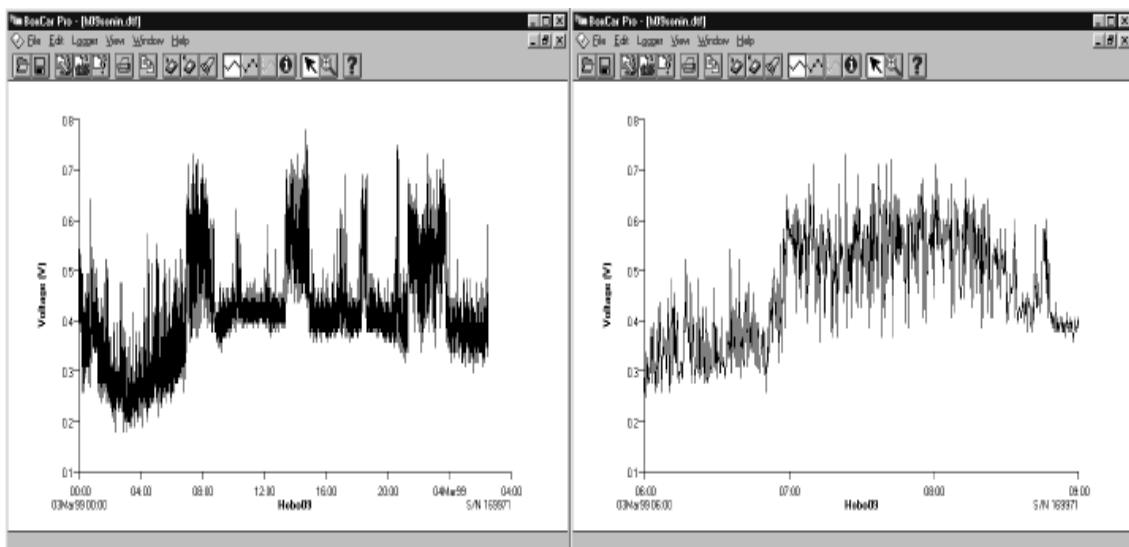 BoxCar Pro - [h09sonin.dtf]
File Edit Logger View Window Help
0.8
0.7
0.6
0.5
0.4
0.3
0.2
0.1
Voltage (V)
00:00 04:00 08:00 12:00 16:00 20:00 04Mar99 04:00
03Mar99 00:00 Hobo09 S/N 169971
BoxCar Pro - [h09sonin.dtf]
File Edit Logger View Window Help
0.8
0.7
0.6
0.5
0.4
0.3
0.2
0.1
Voltage (V)
06:00 07:00 08:00 09:00
03Mar99 06:00 Hobo09 S/N 169971